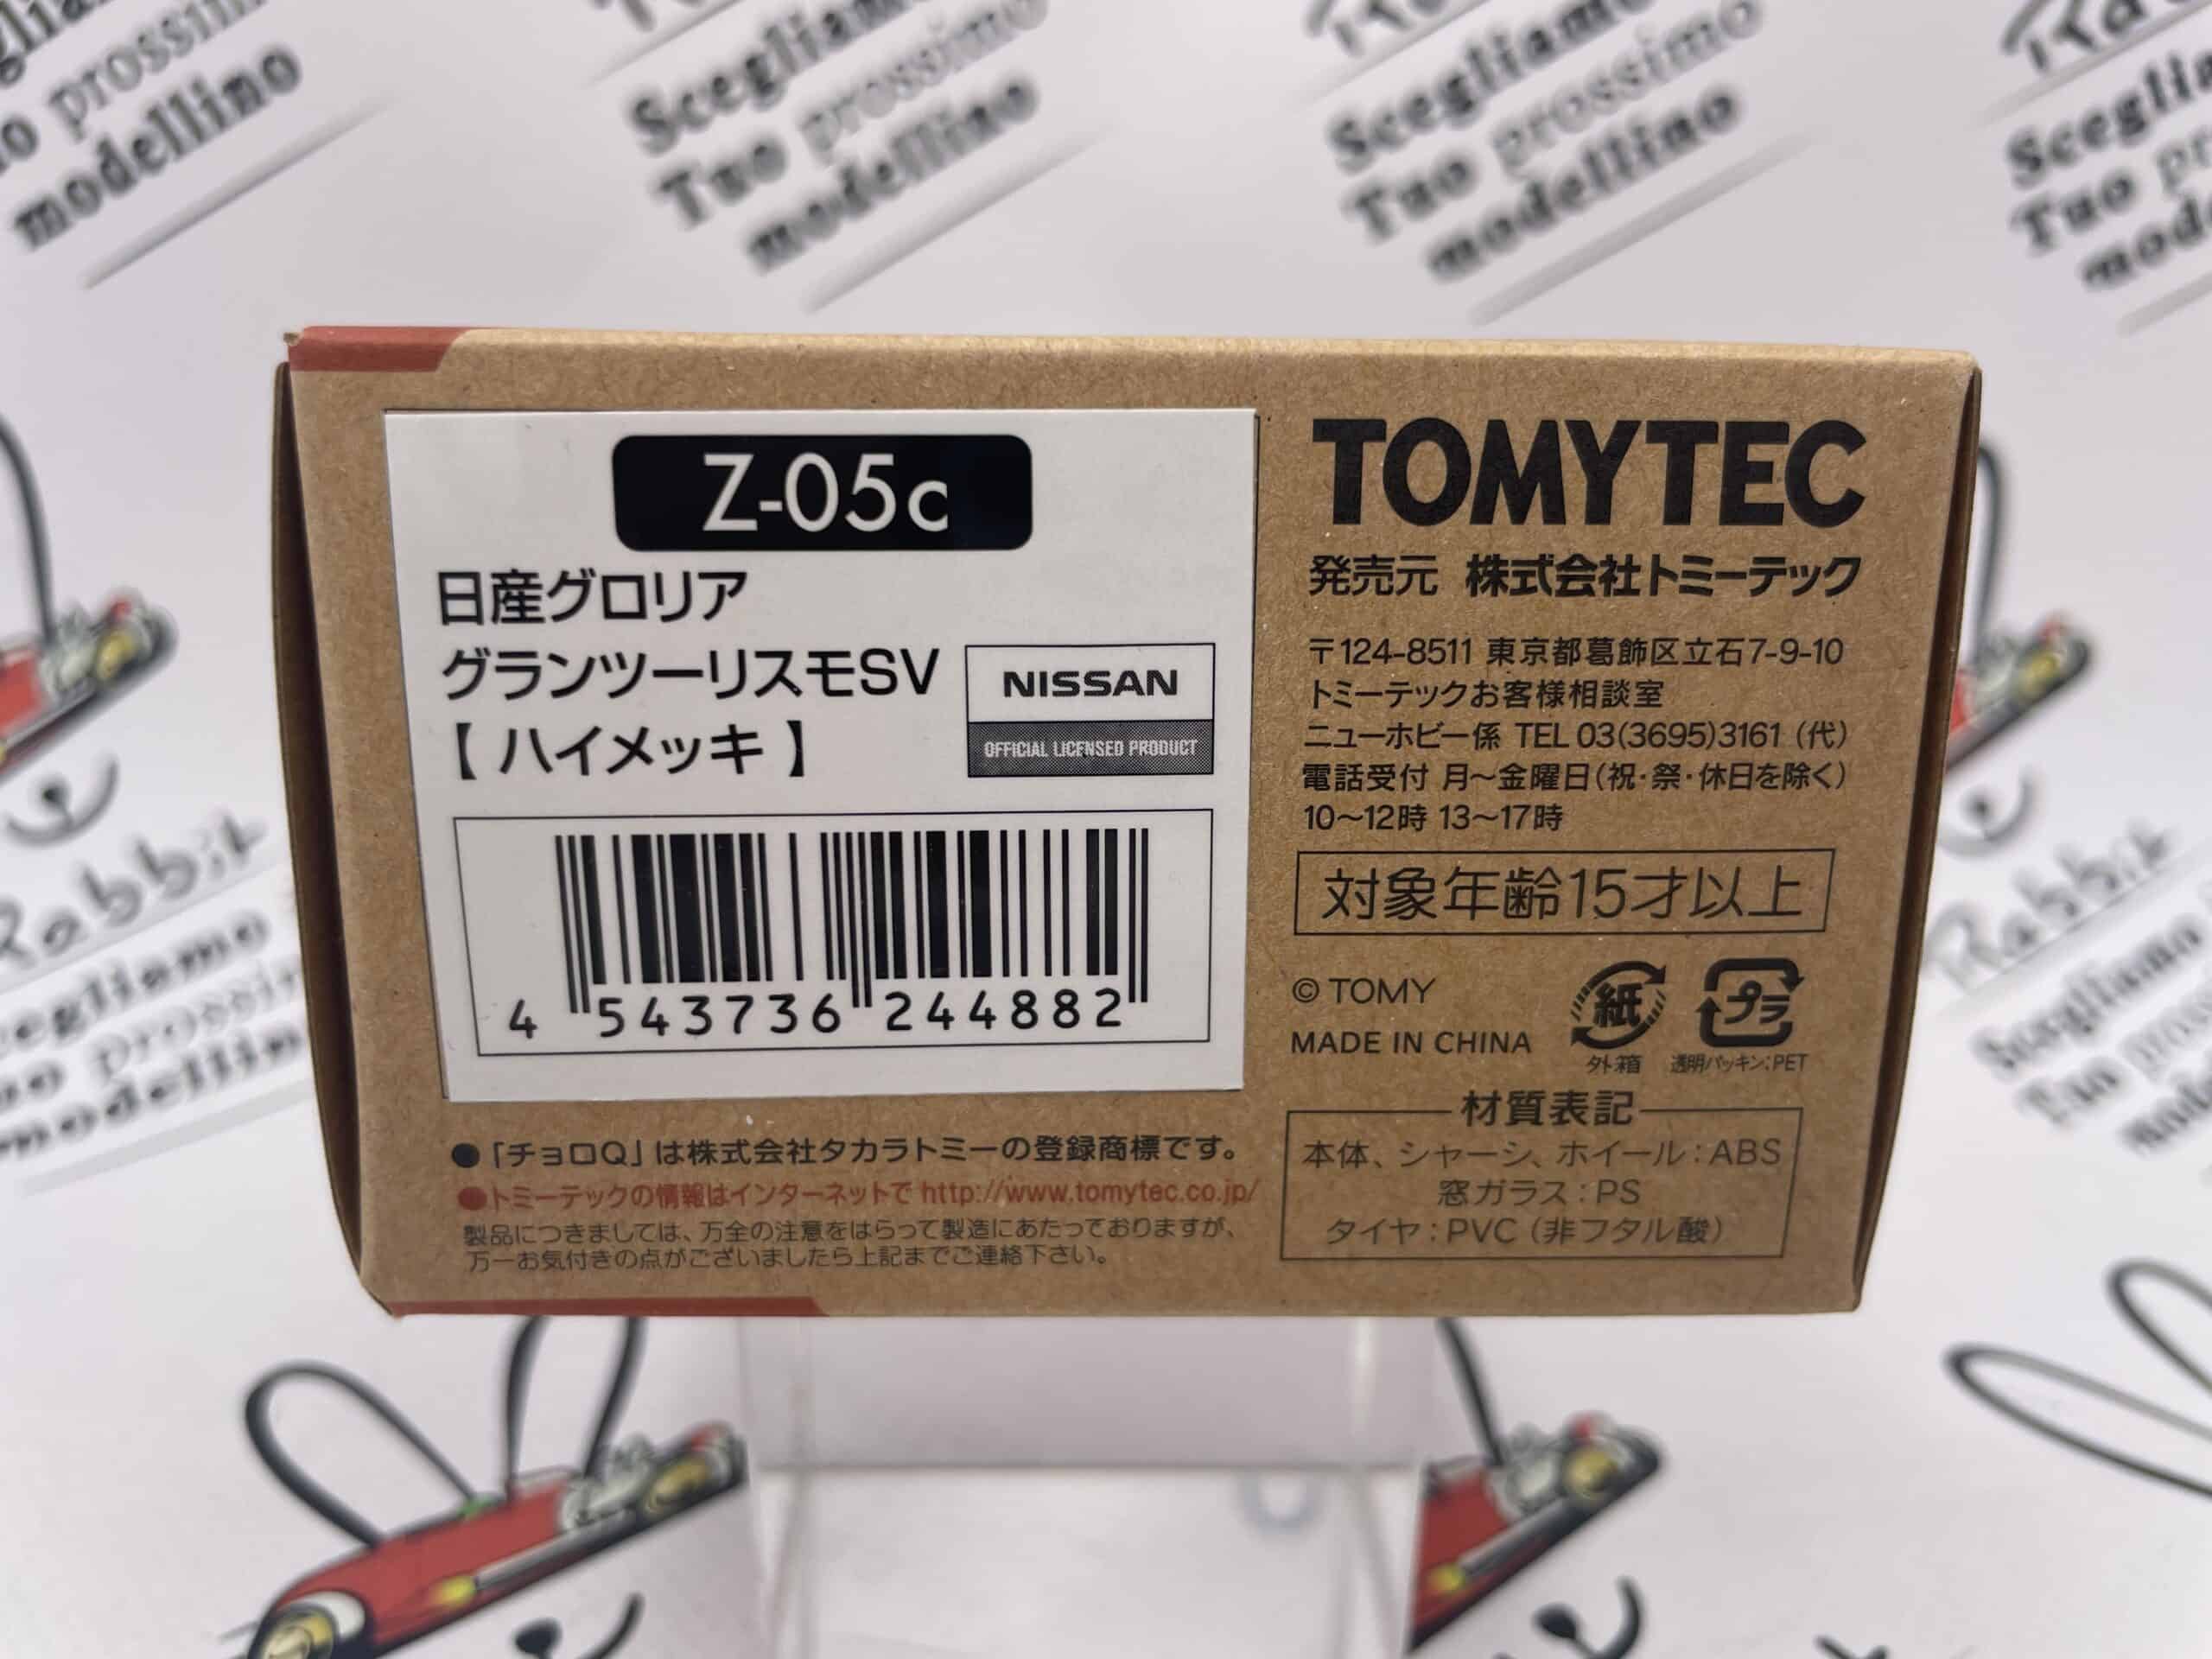 Scegliamo
Tuo prossimo
modellino
Scegliamo
Tuo prossimo
modellino
Z-05c
日産グロリア
グランツーリスモSV
【ハイメッキ】
NISSAN
OFFICIAL LICENSED PRODUCT
4 543736 244882
TOMYTEC
発売元 株式会社トミーテック
〒124-8511 東京都葛飾区立石7-9-10
トミーテックお客様相談室
ニューホビー係 TEL 03(3695)3161 (代)
電話受付 月〜金曜日(祝・祭・休日を除く)
10〜12時 13〜17時
対象年齢15才以上
© TOMY
MADE IN CHINA
紙
外箱
プラ
透明パッキン:PET
材質表記
本体、シャーシ、ホイール:ABS
窓ガラス:PS
タイヤ:PVC (非フタル酸)
●「チョロQ」は株式会社タカラトミーの登録商標です。
●トミーテックの情報はインターネットで http://www.tomytec.co.jp/
製品につきましては、万全の注意をはらって製造にあたっておりますが、
万一お気付きの点がございましたら上記までご連絡下さい。
Rabbit
Scegliamo